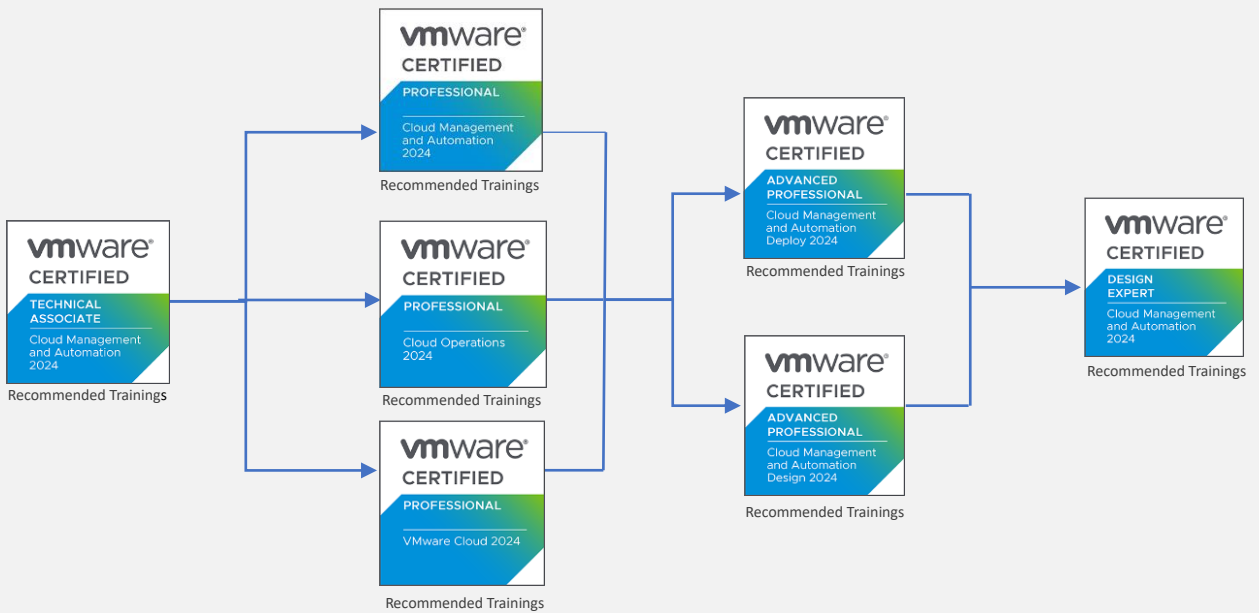 vmware®
CERTIFIED
TECHNICAL
ASSOCIATE
Cloud Management
and Automation
2024
Recommended Trainings
vmware®
CERTIFIED
PROFESSIONAL
Cloud Management
and Automation
2024
Recommended Trainings
vmware®
CERTIFIED
PROFESSIONAL
Cloud Operations
2024
Recommended Trainings
vmware®
CERTIFIED
PROFESSIONAL
VMware Cloud 2024
Recommended Trainings
vmware®
CERTIFIED
ADVANCED
PROFESSIONAL
Cloud Management
and Automation
Deploy 2024
Recommended Trainings
vmware®
CERTIFIED
ADVANCED
PROFESSIONAL
Cloud Management
and Automation
Design 2024
Recommended Trainings
vmware®
CERTIFIED
DESIGN
EXPERT
Cloud Management
and Automation
2024
Recommended Trainings